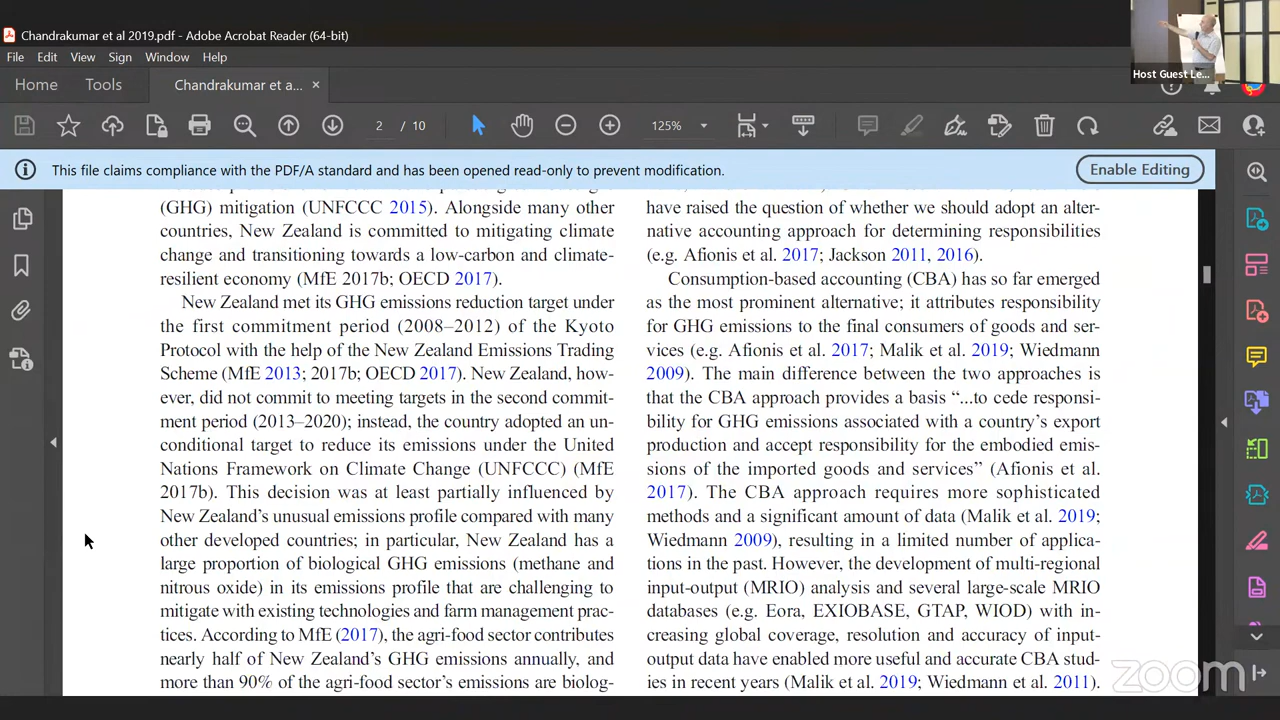 Chandrakumar et al 2019.pdf - Adobe Acrobat Reader (64-bit)
File Edit View Sign Window Help
Host Guest Le...
Home Tools Chandrakumar et a... ×
2 / 10 125%
This file claims compliance with the PDF/A standard and has been opened read-only to prevent modification. Enable Editing
(GHG) mitigation (UNFCCC 2015). Alongside many other
countries, New Zealand is committed to mitigating climate
change and transitioning towards a low-carbon and climate-
resilient economy (MfE 2017b; OECD 2017).
New Zealand met its GHG emissions reduction target under
the first commitment period (2008–2012) of the Kyoto
Protocol with the help of the New Zealand Emissions Trading
Scheme (MfE 2013; 2017b; OECD 2017). New Zealand, how-
ever, did not commit to meeting targets in the second commit-
ment period (2013–2020); instead, the country adopted an un-
conditional target to reduce its emissions under the United
Nations Framework on Climate Change (UNFCCC) (MfE
2017b). This decision was at least partially influenced by
New Zealand's unusual emissions profile compared with many
other developed countries; in particular, New Zealand has a
large proportion of biological GHG emissions (methane and
nitrous oxide) in its emissions profile that are challenging to
mitigate with existing technologies and farm management prac-
tices. According to MfE (2017), the agri-food sector contributes
nearly half of New Zealand's GHG emissions annually, and
more than 90% of the agri-food sector's emissions are biolog-
have raised the question of whether we should adopt an alter-
native accounting approach for determining responsibilities
(e.g. Afionis et al. 2017; Jackson 2011, 2016).
Consumption-based accounting (CBA) has so far emerged
as the most prominent alternative; it attributes responsibility
for GHG emissions to the final consumers of goods and ser-
vices (e.g. Afionis et al. 2017; Malik et al. 2019; Wiedmann
2009). The main difference between the two approaches is
that the CBA approach provides a basis "...to cede responsi-
bility for GHG emissions associated with a country's export
production and accept responsibility for the embodied emis-
sions of the imported goods and services" (Afionis et al.
2017). The CBA approach requires more sophisticated
methods and a significant amount of data (Malik et al. 2019;
Wiedmann 2009), resulting in a limited number of applica-
tions in the past. However, the development of multi-regional
input-output (MRIO) analysis and several large-scale MRIO
databases (e.g. Eora, EXIOBASE, GTAP, WIOD) with in-
creasing global coverage, resolution and accuracy of input-
output data have enabled more useful and accurate CBA stud-
ies in recent years (Malik et al. 2019; Wiedmann et al. 2011).
zoom